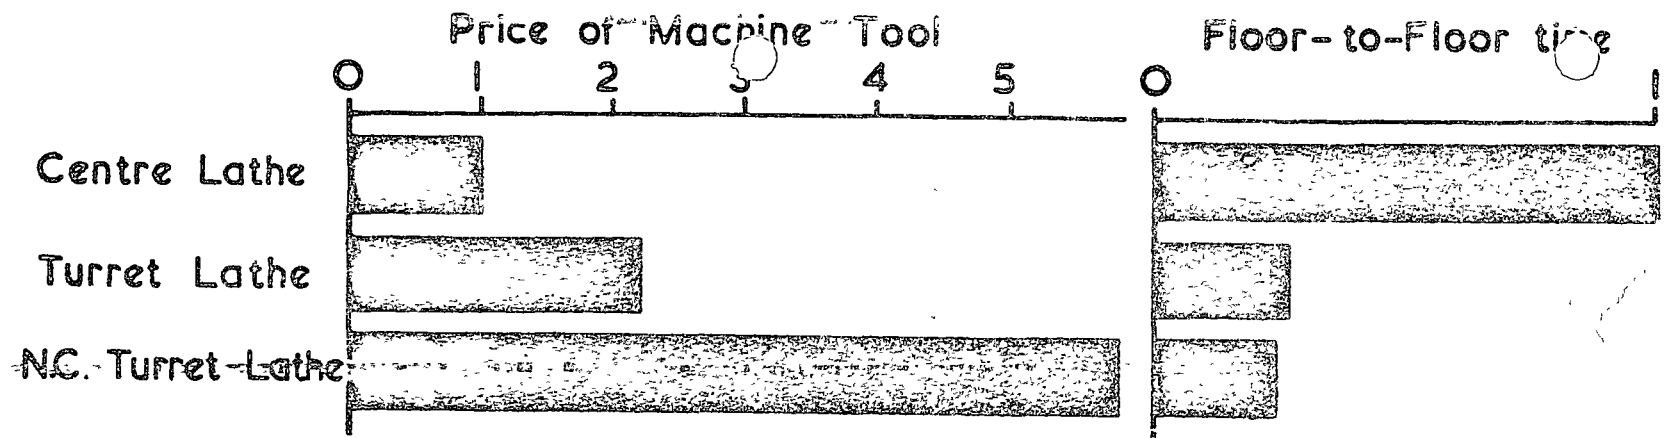 Price of Machine Tool Floor-to-Floor time
0 1 2 3 4 5 0 1
Centre Lathe
Turret Lathe
N.C. Turret Lathe